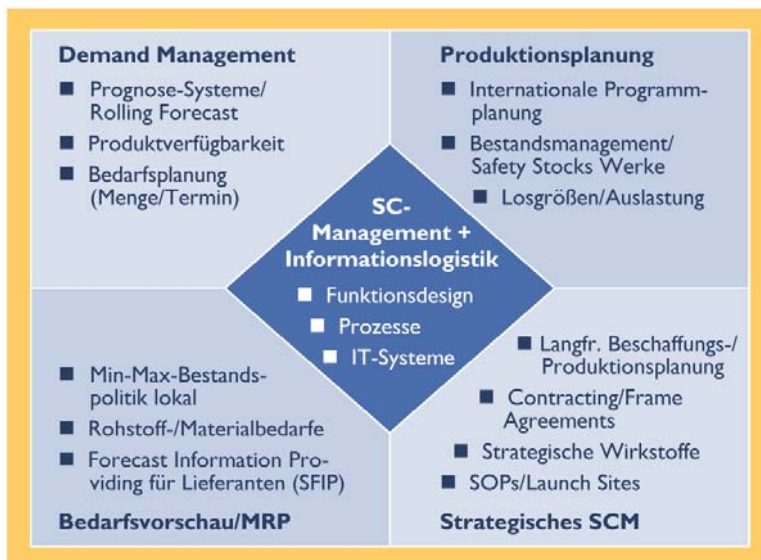 Demand Management
■ Prognose-Systeme/
Rolling Forecast
■ Produktverfügbarkeit
■ Bedarfsplanung
(Menge/Termin)
Produktionsplanung
■ Internationale Programm-
planung
■ Bestandsmanagement/
Safety Stocks Werke
■ Losgrößen/Auslastung
SC-
Management +
Informationslogistik
■ Funktionsdesign
■ Prozesse
■ IT-Systeme
■ Min-Max-Bestands-
politik lokal
■ Rohstoff-/Materialbedarfe
■ Forecast Information Pro-
viding für Lieferanten (SFIP)
Bedarfsvorschau/MRP
■ Langfr. Beschaffungs-/
Produktionsplanung
■ Contracting/Frame
Agreements
■ Strategische Wirkstoffe
■ SOPs/Launch Sites
Strategisches SCM